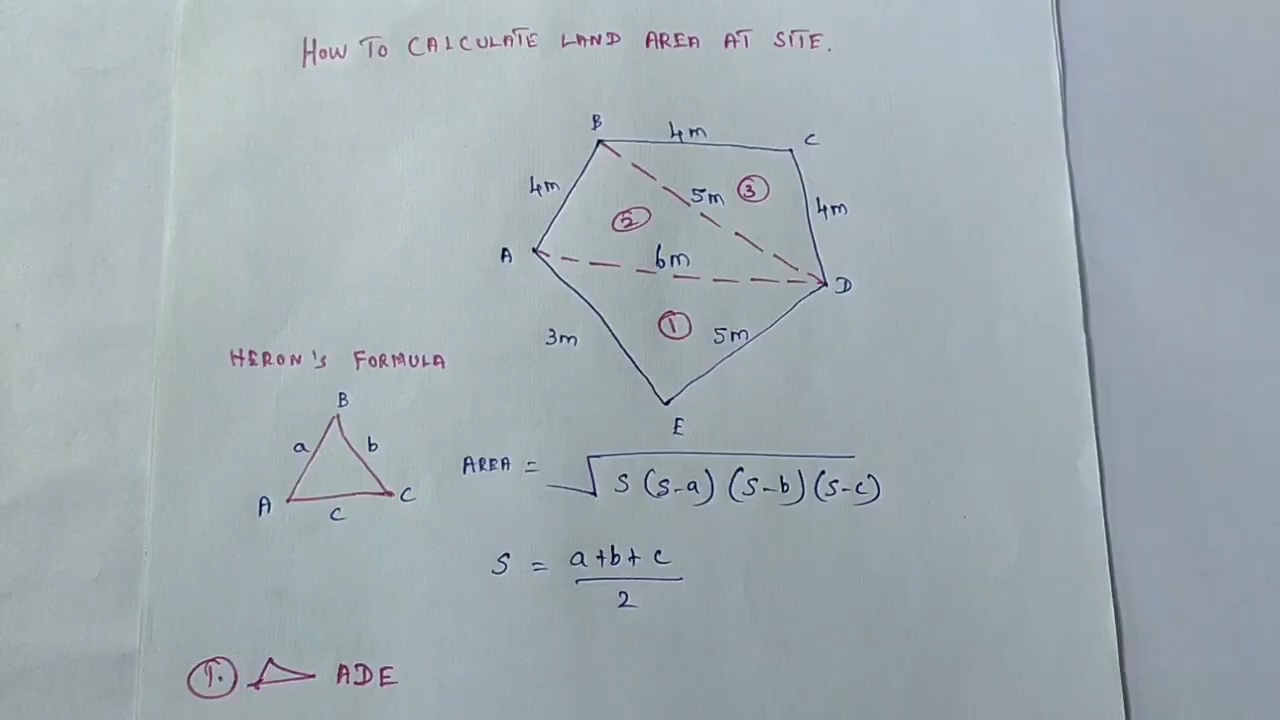 HOW TO CALCULATE LAND AREA AT SITE.
B 4m C
4m 5m 3 4m
2
A 6m D
3m 1 5m
E
HERON'S FORMULA
B
a b
A C
c
AREA = √s(s-a)(s-b)(s-c)
S = a+b+c
2
1. ADE